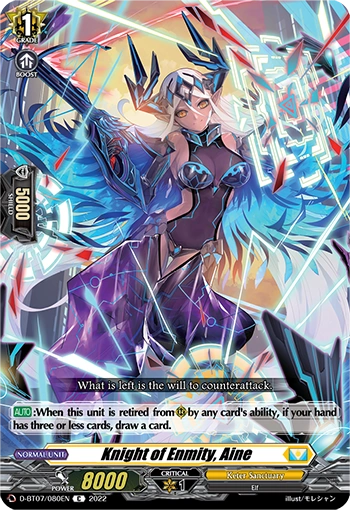 1
GRADE
BOOST
5000
SHIELD
What is left is the will to counterattack.
AUTO:When this unit is retired from by any card's ability, if your hand
has three or less cards, draw a card.
NORMAL UNIT
Knight of Enmity, Aine
POWER 8000
CRITICAL
1
Keter Sanctuary
Elf
D-BT07/080EN C 2022
illust/モレシャン